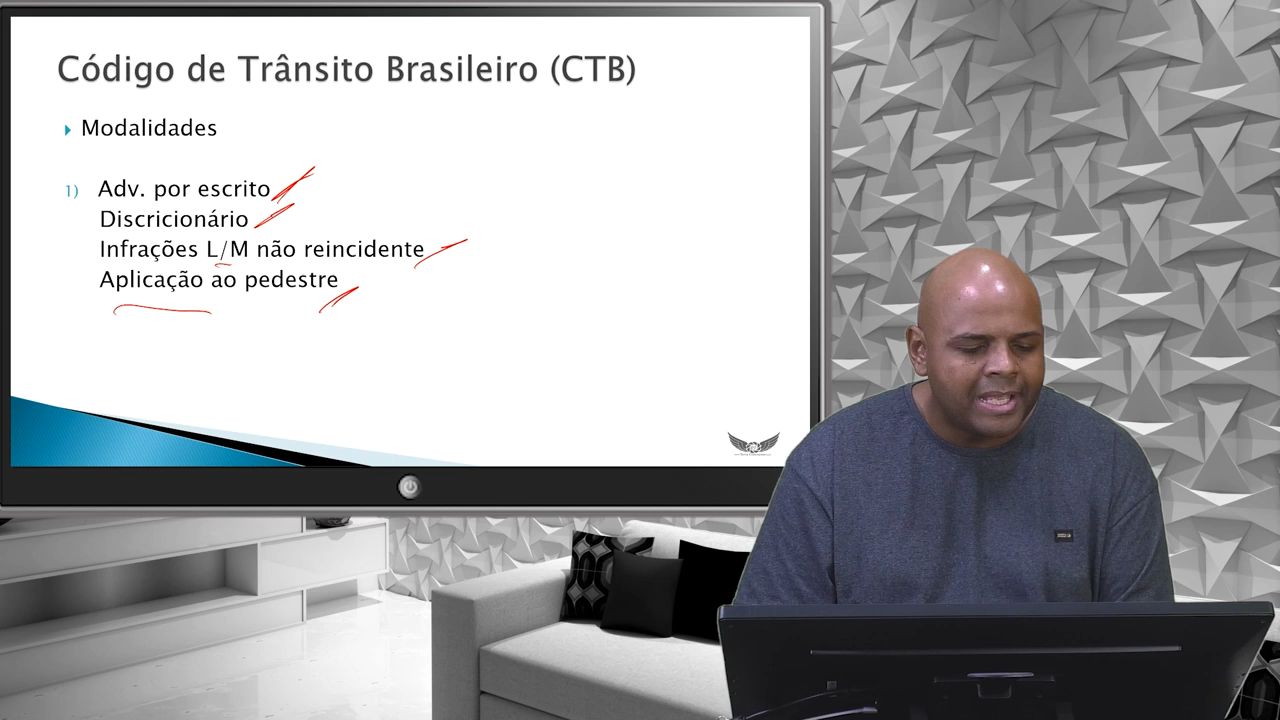 Código de Trânsito Brasileiro (CTB)
Modalidades
1) Adv. por escrito
Discricionário
Infrações L/M não reincidente
Aplicação ao pedestre